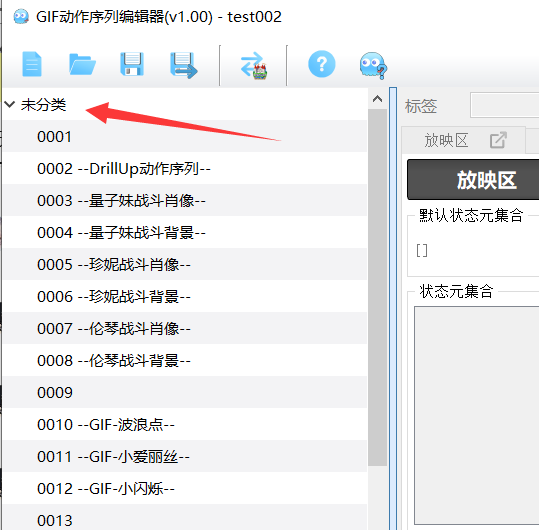 GIF动作序列编辑器(v1.00) - test002
未分类
0001
0002 --DrillUp动作序列--
0003 --量子妹战斗肖像--
0004 --量子妹战斗背景--
0005 --珍妮战斗肖像--
0006 --珍妮战斗背景--
0007 --伦琴战斗肖像--
0008 --伦琴战斗背景--
0009
0010 --GIF-波浪点--
0011 --GIF-小爱丽丝--
0012 --GIF-小闪烁--
0013
标签
放映区
放映区
默认状态元集合
[]
状态元集合